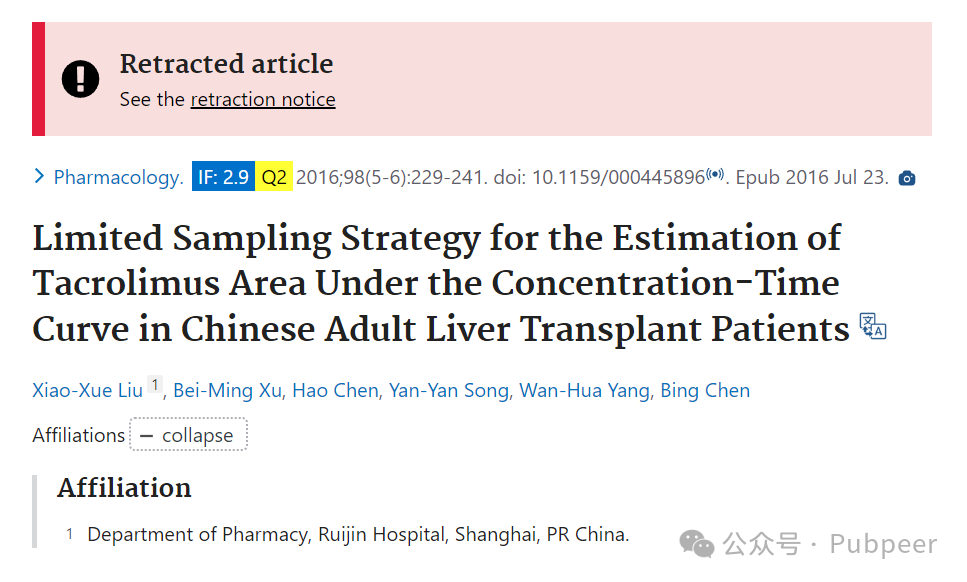 Retracted article
See the retraction notice
Pharmacology. IF: 2.9 Q2 2016;98(5-6):229-241. doi: 10.1159/000445896. Epub 2016 Jul 23.
Limited Sampling Strategy for the Estimation of
Tacrolimus Area Under the Concentration-Time
Curve in Chinese Adult Liver Transplant Patients
Xiao-Xue Liu 1, Bei-Ming Xu, Hao Chen, Yan-Yan Song, Wan-Hua Yang, Bing Chen
Affiliations — collapse
Affiliation
1 Department of Pharmacy, Ruijin Hospital, Shanghai, PR China.
公众号 · Pubpeer